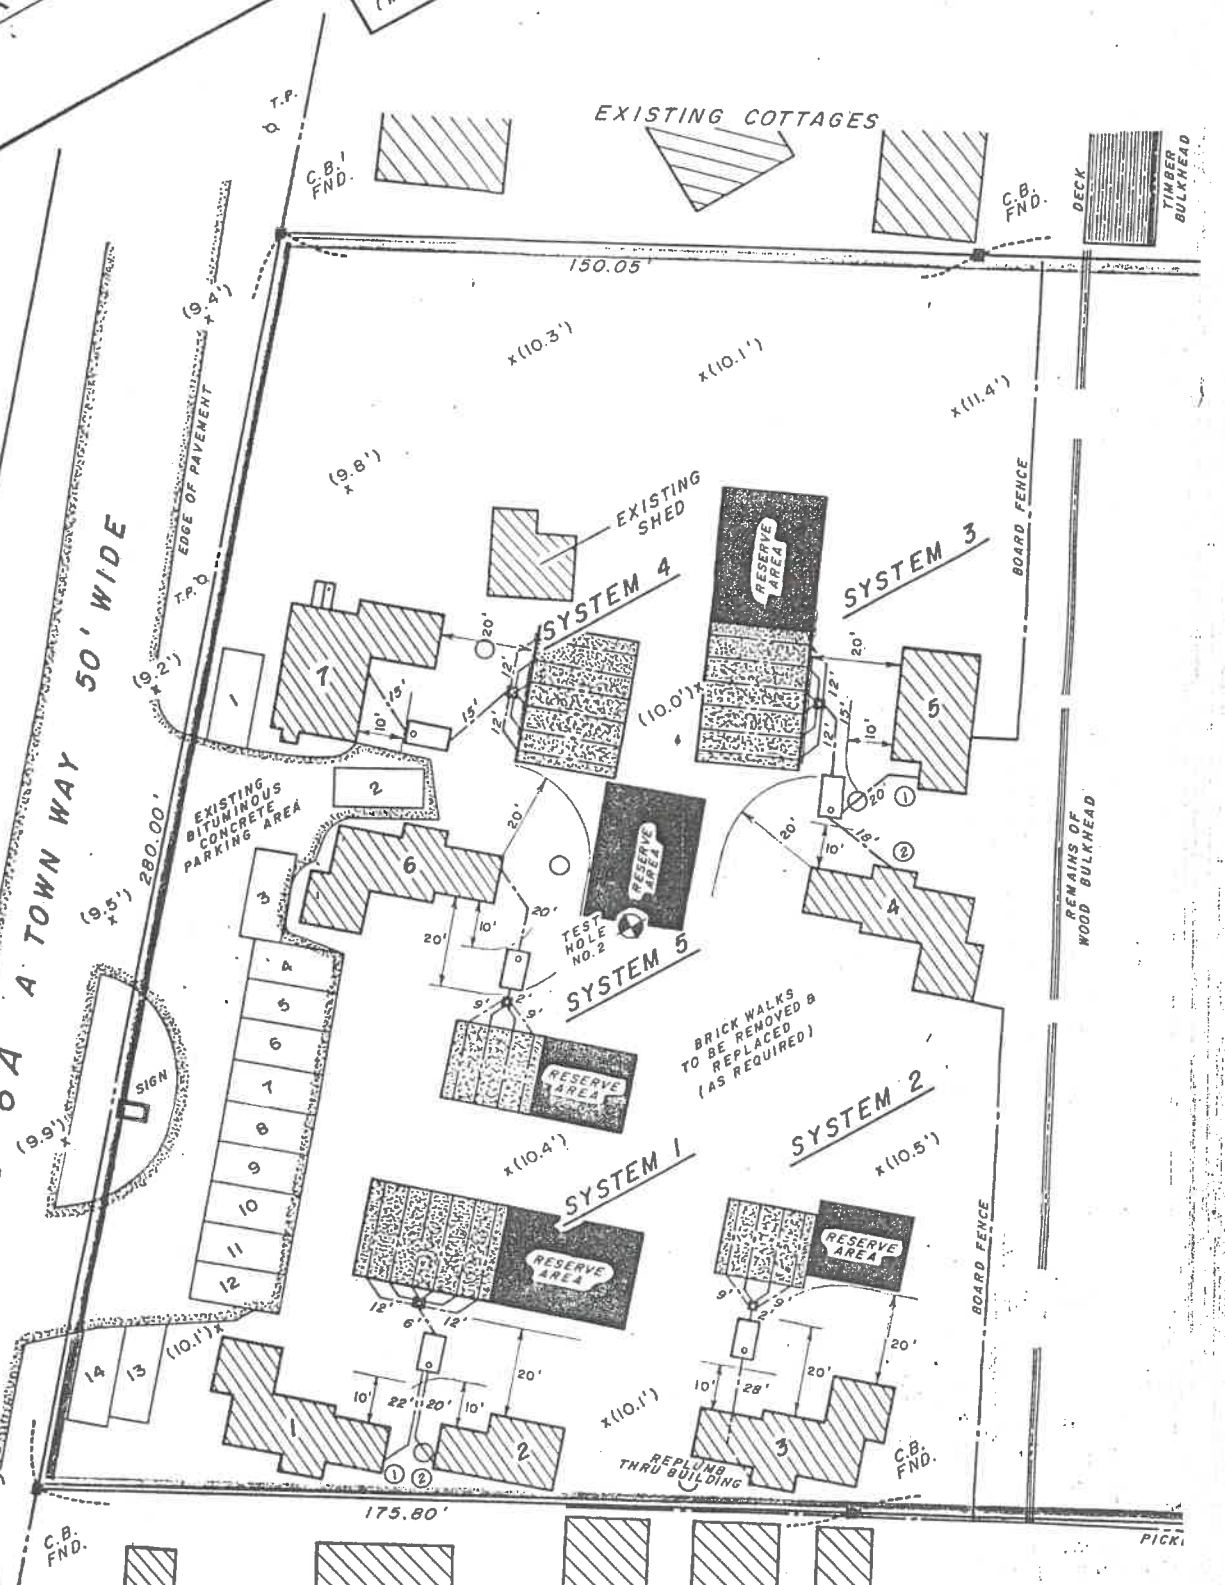 EXISTING COTTAGES
T.P.
C.B.
FND.
C.B.
FND.
DECK
TIMBER
BULKHEAD
150.05'
(9.4')
x
x(10.3')
x(10.1')
x(11.4')
(9.8')
x
EDGE OF PAVEMENT
T.P.
EXISTING
SHED
SYSTEM 4
RESERVE
AREA
SYSTEM 3
BOARD FENCE
A TOWN WAY 50' WIDE
(9.2')
x
1
7
20'
12'
12'
15'
15'
10'
(10.0')x
20'
12'
12'
15'
10'
5
2
EXISTING
BITUMINOUS
CONCRETE
PARKING AREA
280.00'
20'
20'
1
20'
18'
10'
2
6
4
3
RESERVE
AREA
TEST
HOLE
NO. 2
(9.5')
x
20'
10'
20'
SYSTEM 5
REMAINS OF
WOOD BULKHEAD
4
5
6
7
8
9
10
11
12
9'
2'
9'
RESERVE
AREA
BRICK WALKS
TO BE REMOVED &
REPLACED
(AS REQUIRED)
SIGN
(9.9')
x
x(10.4')
SYSTEM 1
SYSTEM 2
x(10.5')
RESERVE
AREA
RESERVE
AREA
BOARD FENCE
12'
6'
12'
9'
2'
9'
(10.1')x
14
13
10'
22'
20'
10'
20'
10'
28'
20'
20'
x(10.1')
1
2
3
1
2
REPLUMB
THRU BUILDING
C.B.
FND.
175.80'
C.B.
FND.